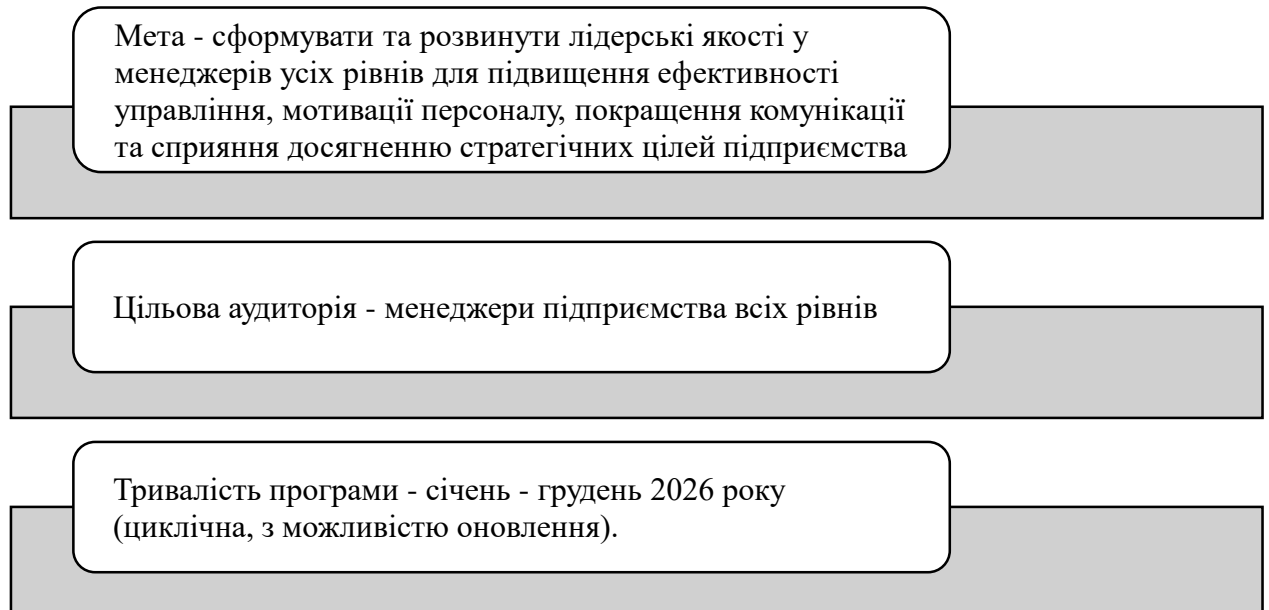 Мета - сформувати та розвинути лідерські якості у
менеджерів усіх рівнів для підвищення ефективності
управління, мотивації персоналу, покращення комунікації
та сприяння досягненню стратегічних цілей підприємства
Цільова аудиторія - менеджери підприємства всіх рівнів
Тривалість програми - січень - грудень 2026 року
(циклічна, з можливістю оновлення).